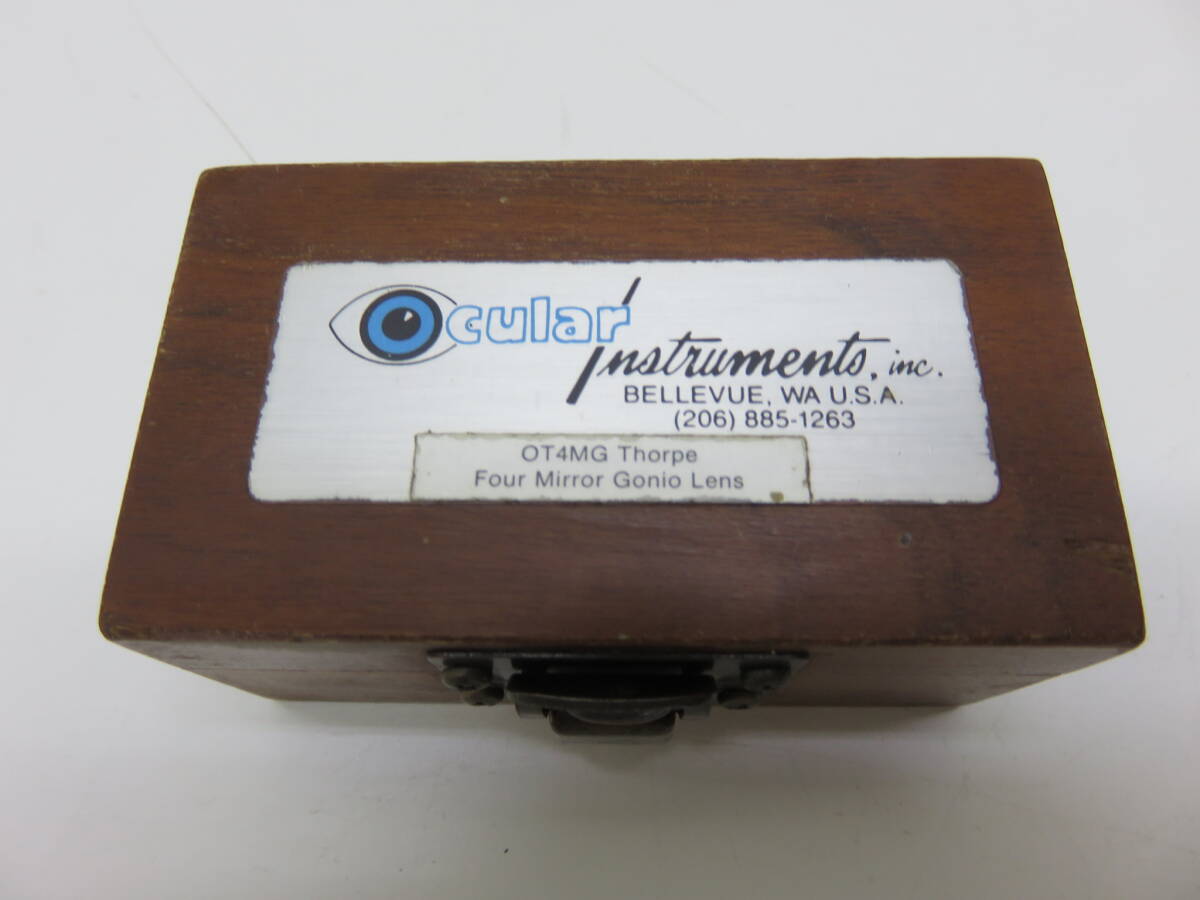 Ocular
Instruments, inc.
BELLEVUE, WA U.S.A.
(206) 885-1263
OT4MG Thorpe
Four Mirror Gonio Lens